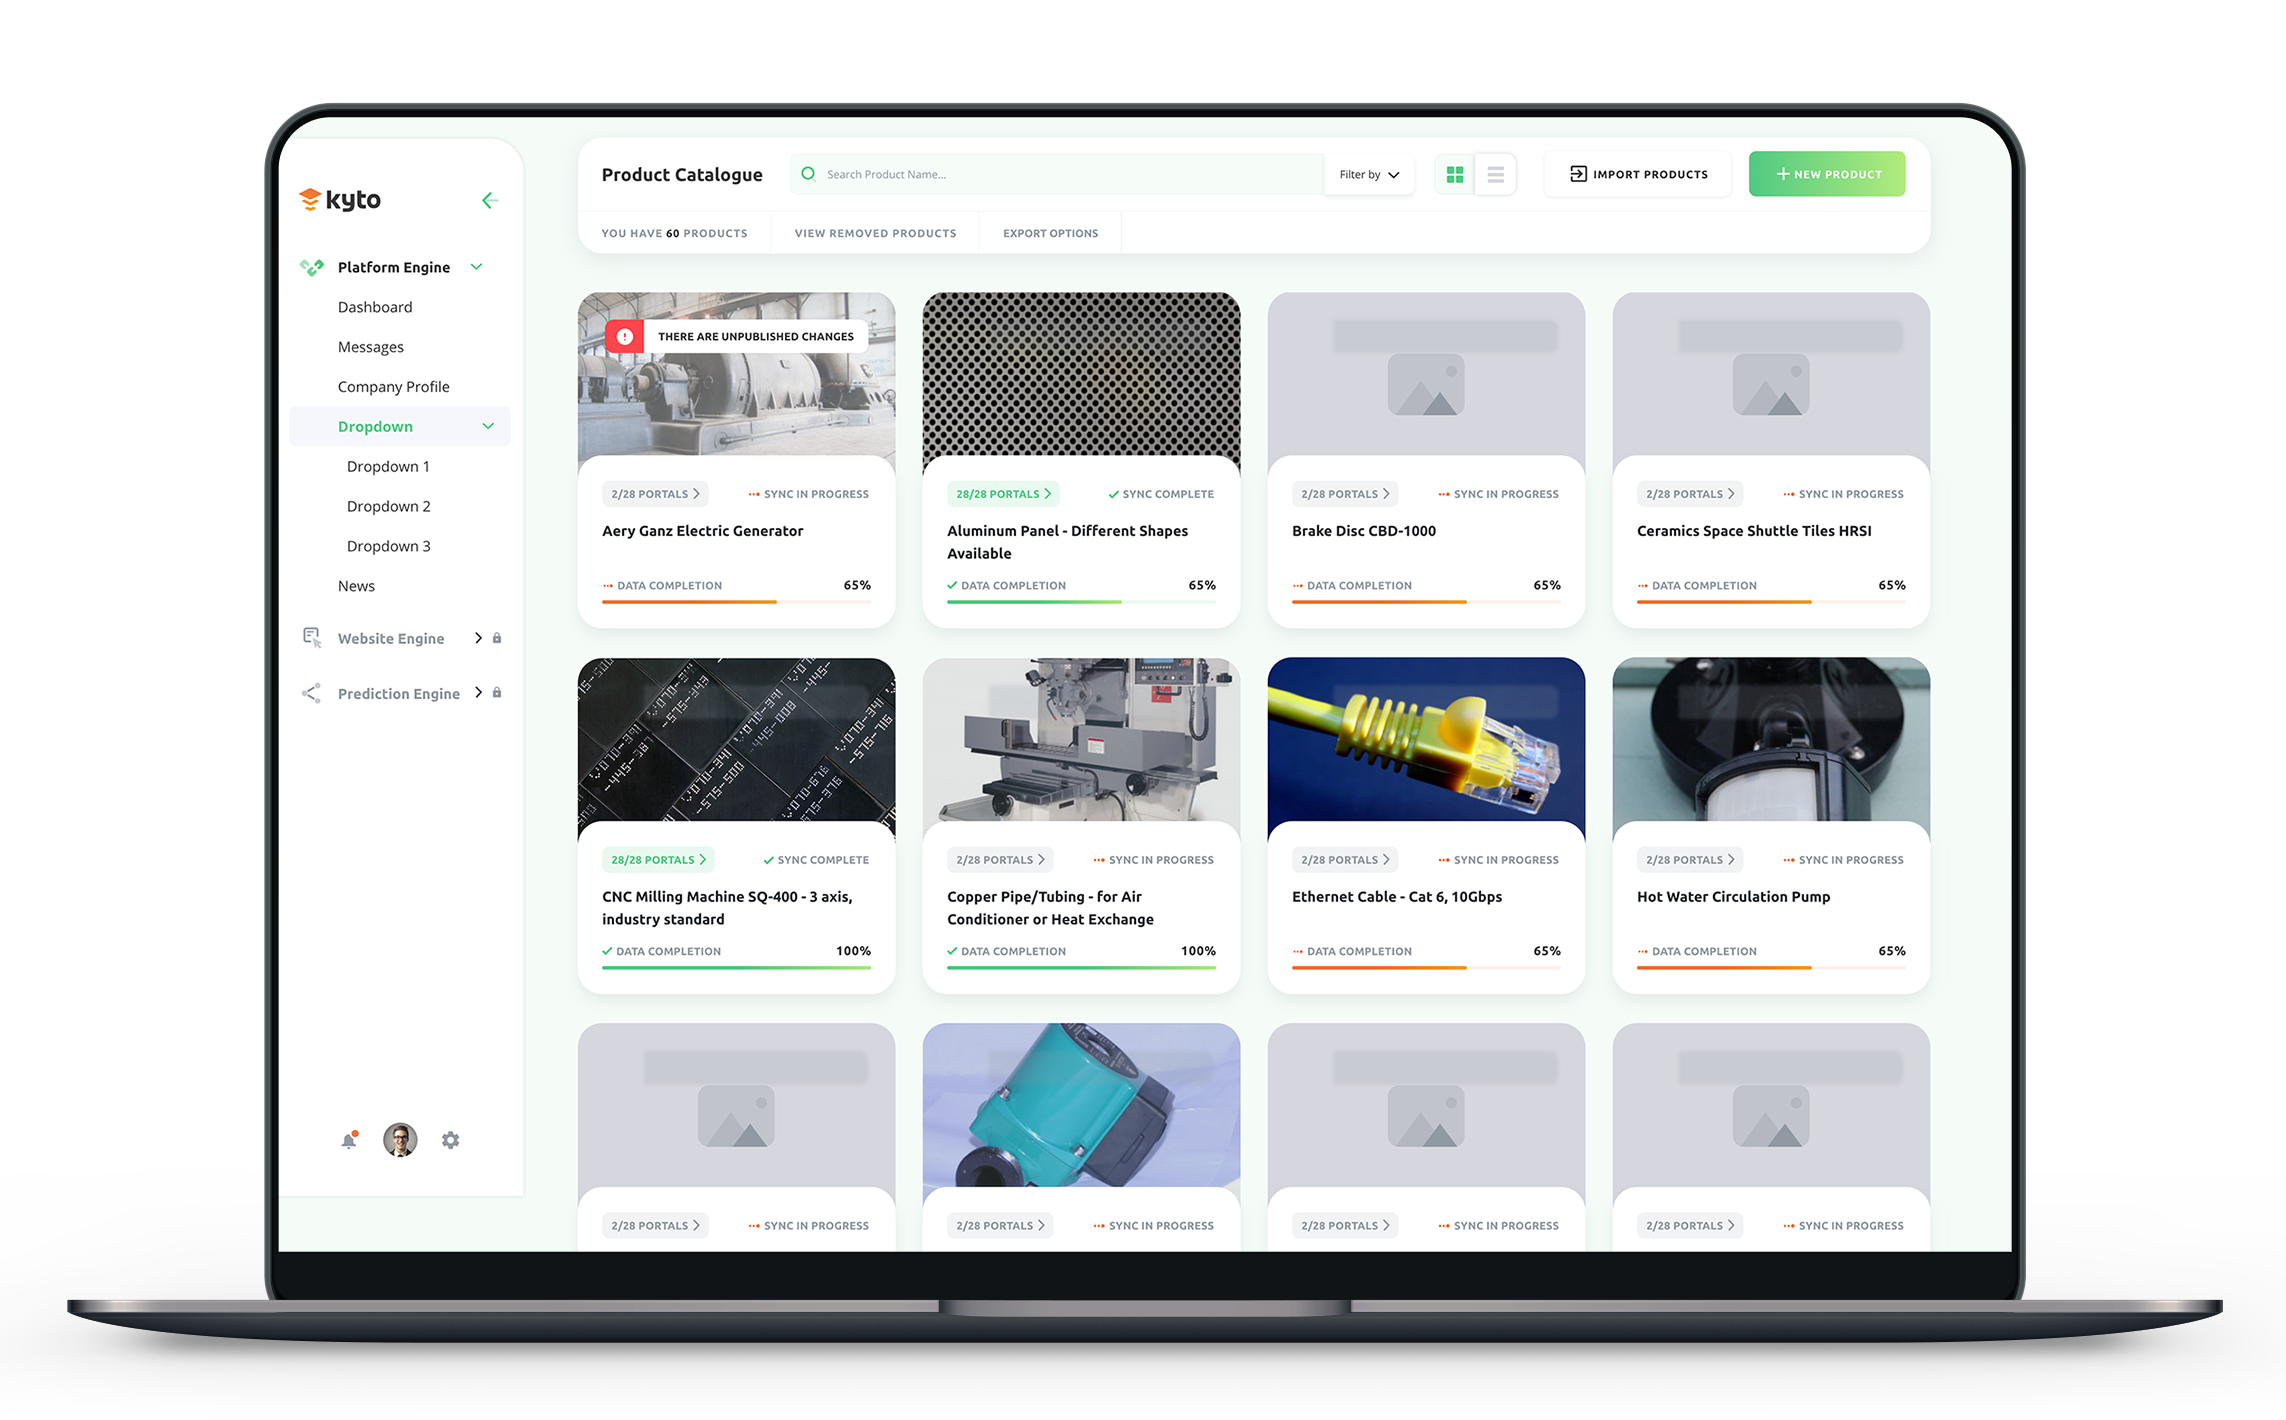 kyto
Platform Engine
Dashboard
Messages
Company Profile
Dropdown
Dropdown 1
Dropdown 2
Dropdown 3
News
Website Engine
Prediction Engine
Product Catalogue
Search Product Name...
Filter by
IMPORT PRODUCTS
+ NEW PRODUCT
YOU HAVE 60 PRODUCTS
VIEW REMOVED PRODUCTS
EXPORT OPTIONS
THERE ARE UNPUBLISHED CHANGES
2/28 PORTALS
SYNC IN PROGRESS
Aery Ganz Electric Generator
DATA COMPLETION
65%
28/28 PORTALS
SYNC COMPLETE
Aluminum Panel - Different Shapes
Available
DATA COMPLETION
65%
2/28 PORTALS
SYNC IN PROGRESS
Brake Disc CBD-1000
DATA COMPLETION
65%
2/28 PORTALS
SYNC IN PROGRESS
Ceramics Space Shuttle Tiles HRSI
DATA COMPLETION
65%
28/28 PORTALS
SYNC COMPLETE
CNC Milling Machine SQ-400 - 3 axis,
industry standard
DATA COMPLETION
100%
2/28 PORTALS
SYNC IN PROGRESS
Copper Pipe/Tubing - for Air
Conditioner or Heat Exchange
DATA COMPLETION
100%
2/28 PORTALS
SYNC IN PROGRESS
Ethernet Cable - Cat 6, 10Gbps
DATA COMPLETION
65%
2/28 PORTALS
SYNC IN PROGRESS
Hot Water Circulation Pump
DATA COMPLETION
65%
2/28 PORTALS
SYNC IN PROGRESS
2/28 PORTALS
SYNC IN PROGRESS
2/28 PORTALS
SYNC IN PROGRESS
2/28 PORTALS
SYNC IN PROGRESS